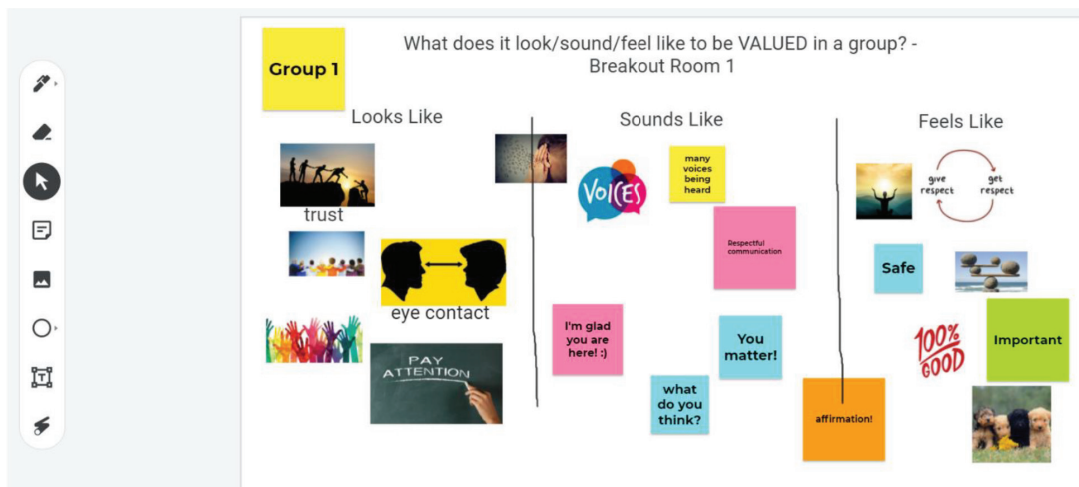 Group 1
What does it look/sound/feel like to be VALUED in a group? -
Breakout Room 1
Looks Like
trust
eye contact
PAY
ATTENTION
Sounds Like
VOICES
many
voices
being
heard
Respectful
communication
I'm glad
you are
here! :)
You
matter!
what
do you
think?
affirmation!
Feels Like
give
respect
get
respect
Safe
100%
GOOD
Important